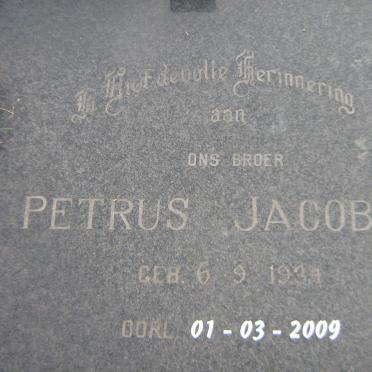 In Liefdevolle Herinnering
aan
ONS BROER
PETRUS JACOB
GEB. 6. 9. 1934
OORL. 01 - 03 - 2009